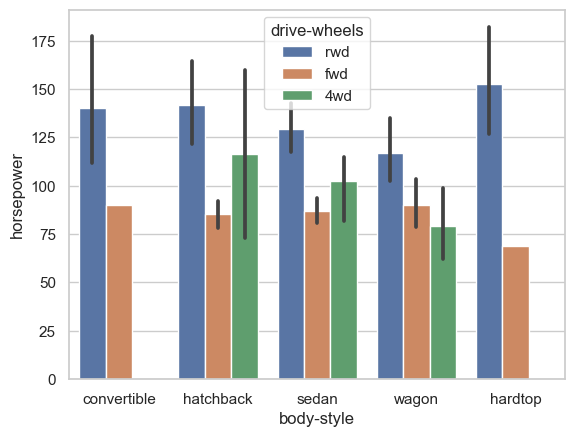 drive-wheels
rwd
fwd
4wd
horsepower
175
150
125
100
75
50
25
0
convertible hatchback sedan wagon hardtop
body-style